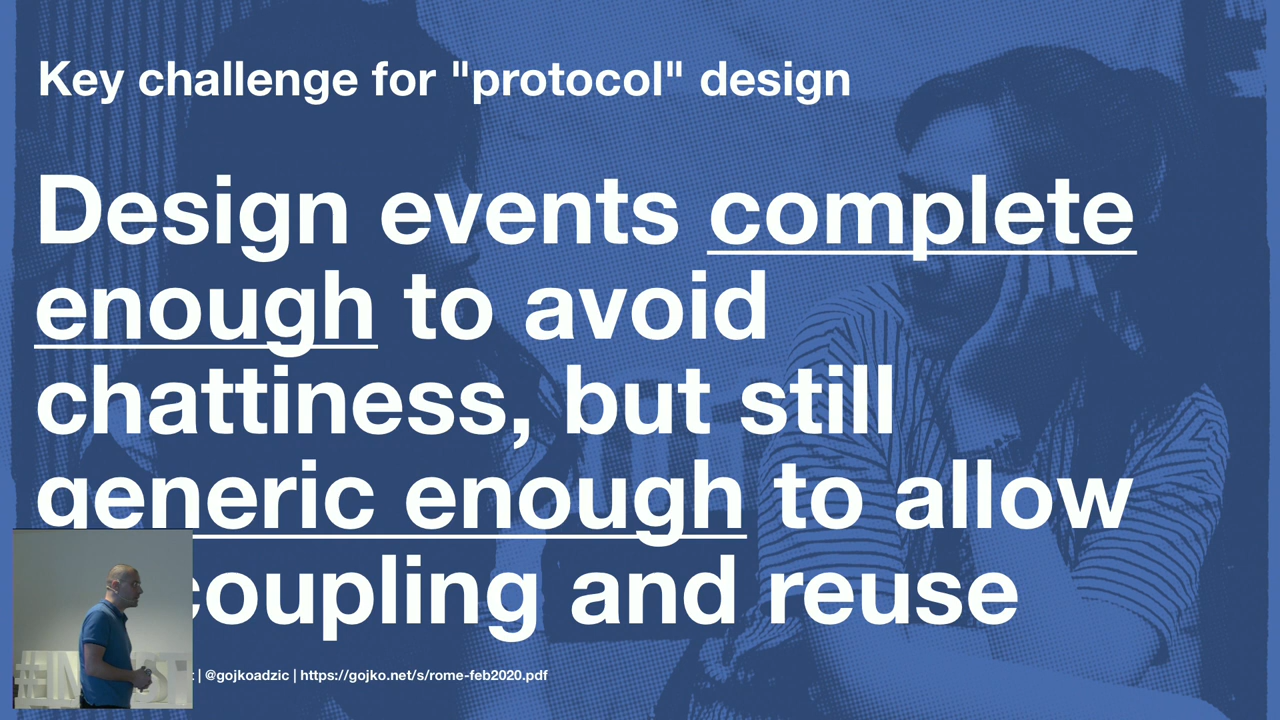 Key challenge for "protocol" design
Design events complete
enough to avoid
chattiness, but still
generic enough to allow
coupling and reuse
| @gojkoadzic | https://gojko.net/s/rome-feb2020.pdf